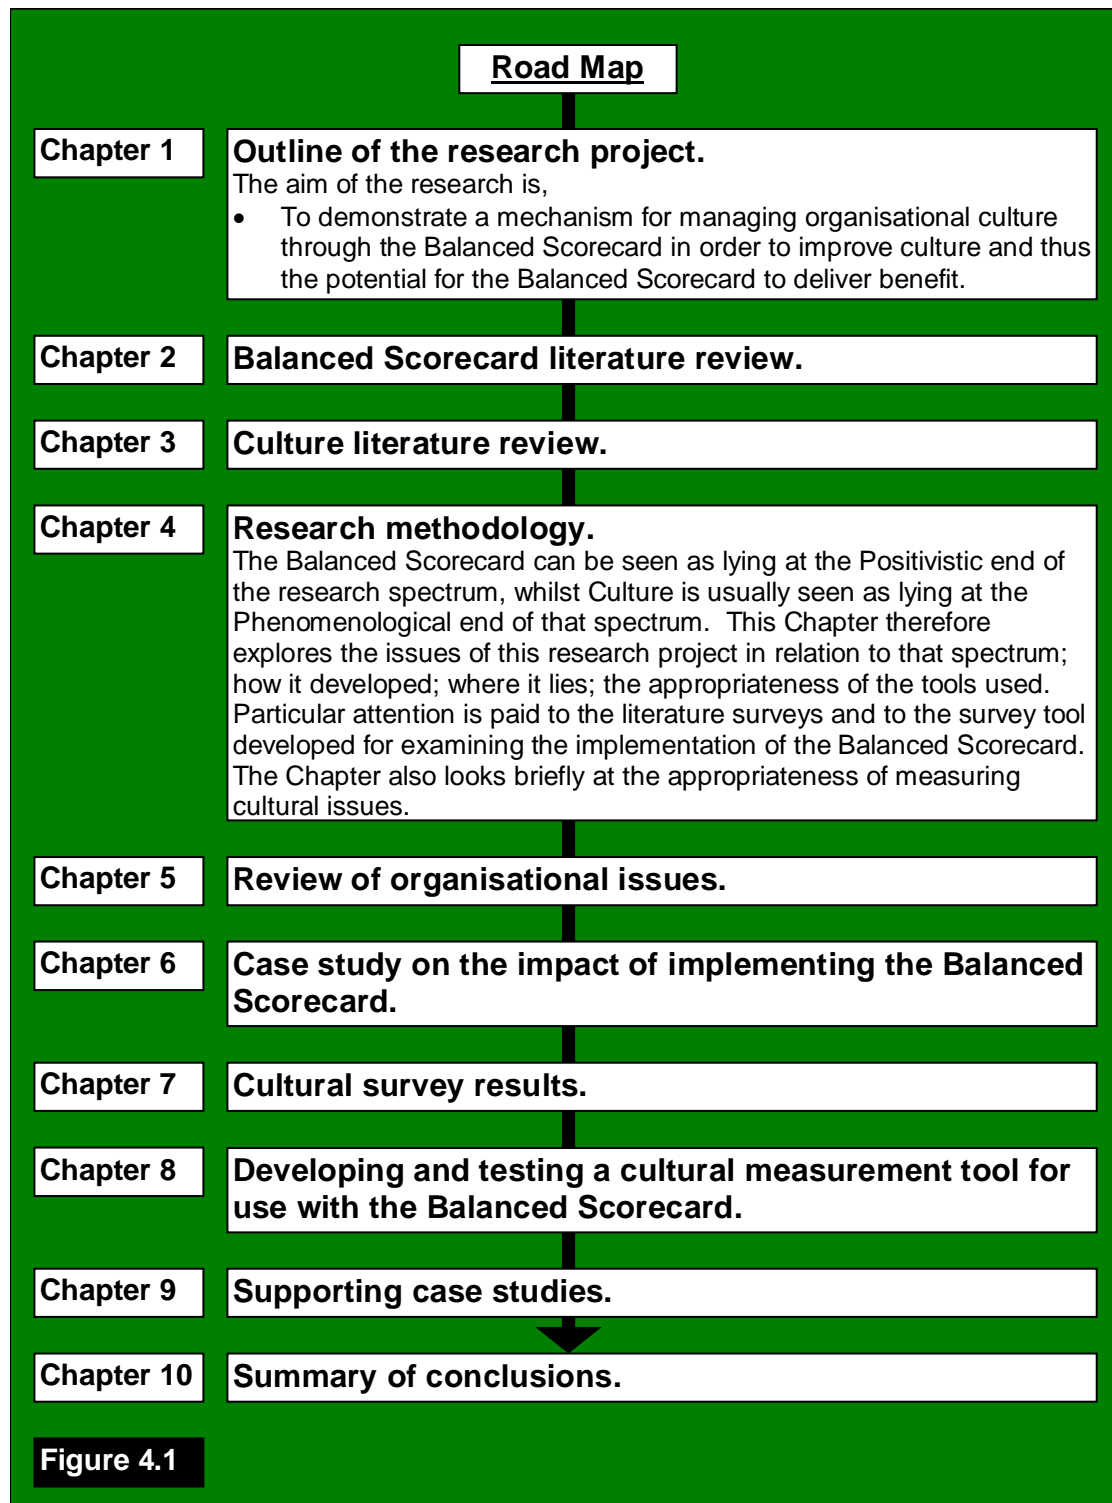 Road Map
Chapter 1
Outline of the research project.
The aim of the research is,
• To demonstrate a mechanism for managing organisational culture
through the Balanced Scorecard in order to improve culture and thus
the potential for the Balanced Scorecard to deliver benefit.
Chapter 2
Balanced Scorecard literature review.
Chapter 3
Culture literature review.
Chapter 4
Research methodology.
The Balanced Scorecard can be seen as lying at the Positivistic end of
the research spectrum, whilst Culture is usually seen as lying at the
Phenomenological end of that spectrum.  This Chapter therefore
explores the issues of this research project in relation to that spectrum;
how it developed; where it lies; the appropriateness of the tools used.
Particular attention is paid to the literature surveys and to the survey tool
developed for examining the implementation of the Balanced Scorecard.
The Chapter also looks briefly at the appropriateness of measuring
cultural issues.
Chapter 5
Review of organisational issues.
Chapter 6
Case study on the impact of implementing the Balanced
Scorecard.
Chapter 7
Cultural survey results.
Chapter 8
Developing and testing a cultural measurement tool for
use with the Balanced Scorecard.
Chapter 9
Supporting case studies.
Chapter 10
Summary of conclusions.
Figure 4.1